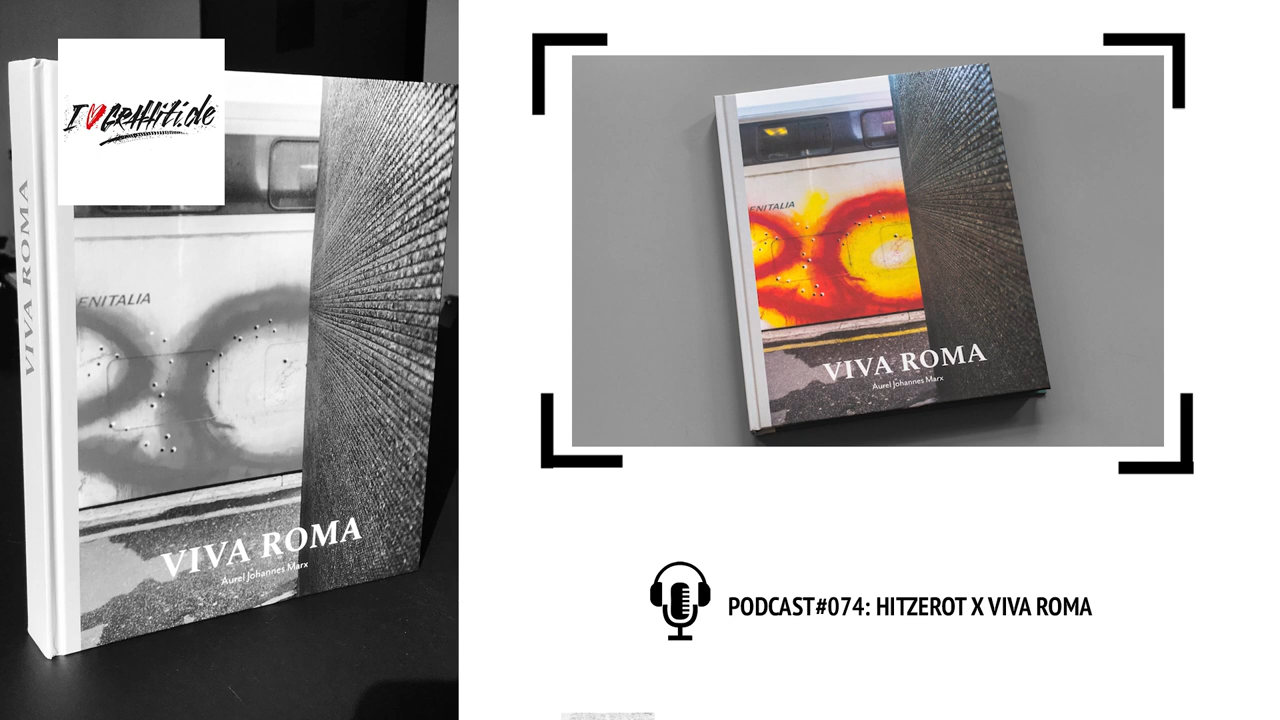 I ♥ GRAFFITI.de
VIVA ROMA
ENITALIA
VIVA ROMA
Aurel Johannes Marx
ENITALIA
VIVA ROMA
Aurel Johannes Marx
PODCAST#074: HITZEROT X VIVA ROMA